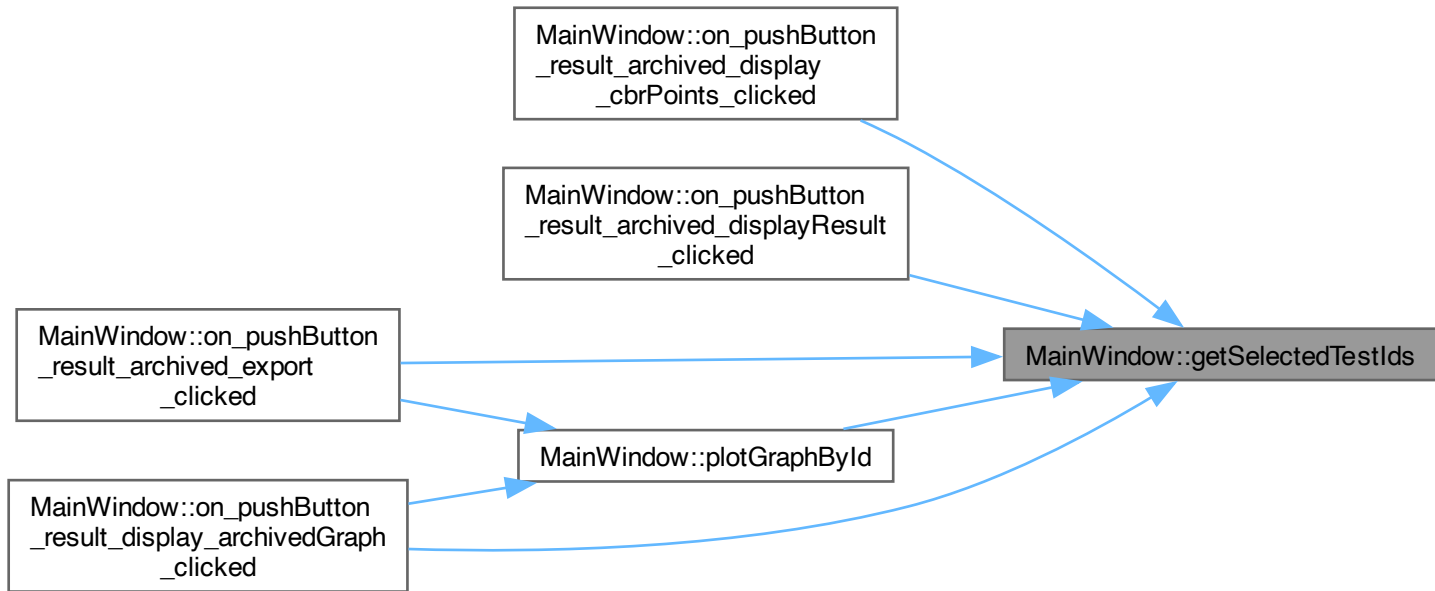 MainWindow::on_pushButton
_result_archived_display
_cbrPoints_clicked
MainWindow::on_pushButton
_result_archived_displayResult
_clicked
MainWindow::on_pushButton
_result_archived_export
_clicked
MainWindow::getSelectedTestIds
MainWindow::plotGraphById
MainWindow::on_pushButton
_result_display_archivedGraph
_clicked